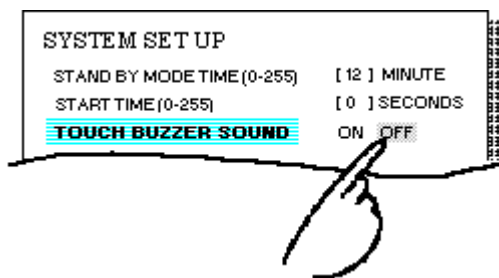 SYSTEM SET UP
STAND BY MODE TIME (0-255) [ 12 ] MINUTE
START TIME (0-255) [ 0 ] SECONDS
TOUCH BUZZER SOUND ON OFF